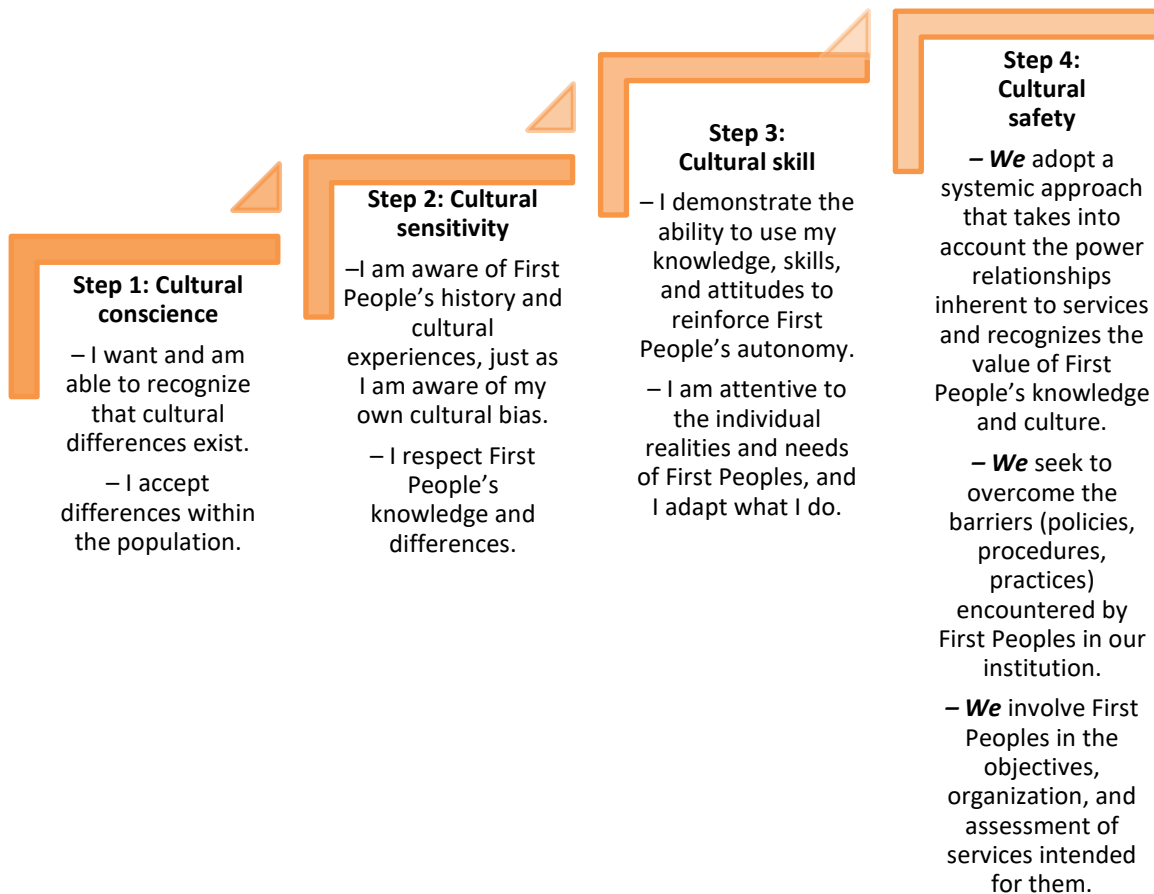 Step 1: Cultural
conscience
– I want and am
able to recognize
that cultural
differences exist.
– I accept
differences within
the population.
Step 2: Cultural
sensitivity
–I am aware of First
People’s history and
cultural
experiences, just as
I am aware of my
own cultural bias.
– I respect First
People’s
knowledge and
differences.
Step 3:
Cultural skill
– I demonstrate the
ability to use my
knowledge, skills,
and attitudes to
reinforce First
People’s autonomy.
– I am attentive to
the individual
realities and needs
of First Peoples, and
I adapt what I do.
Step 4:
Cultural
safety
– We adopt a
systemic approach
that takes into
account the power
relationships
inherent to services
and recognizes the
value of First
People’s knowledge
and culture.
– We seek to
overcome the
barriers (policies,
procedures,
practices)
encountered by
First Peoples in our
institution.
– We involve First
Peoples in the
objectives,
organization, and
assessment of
services intended
for them.